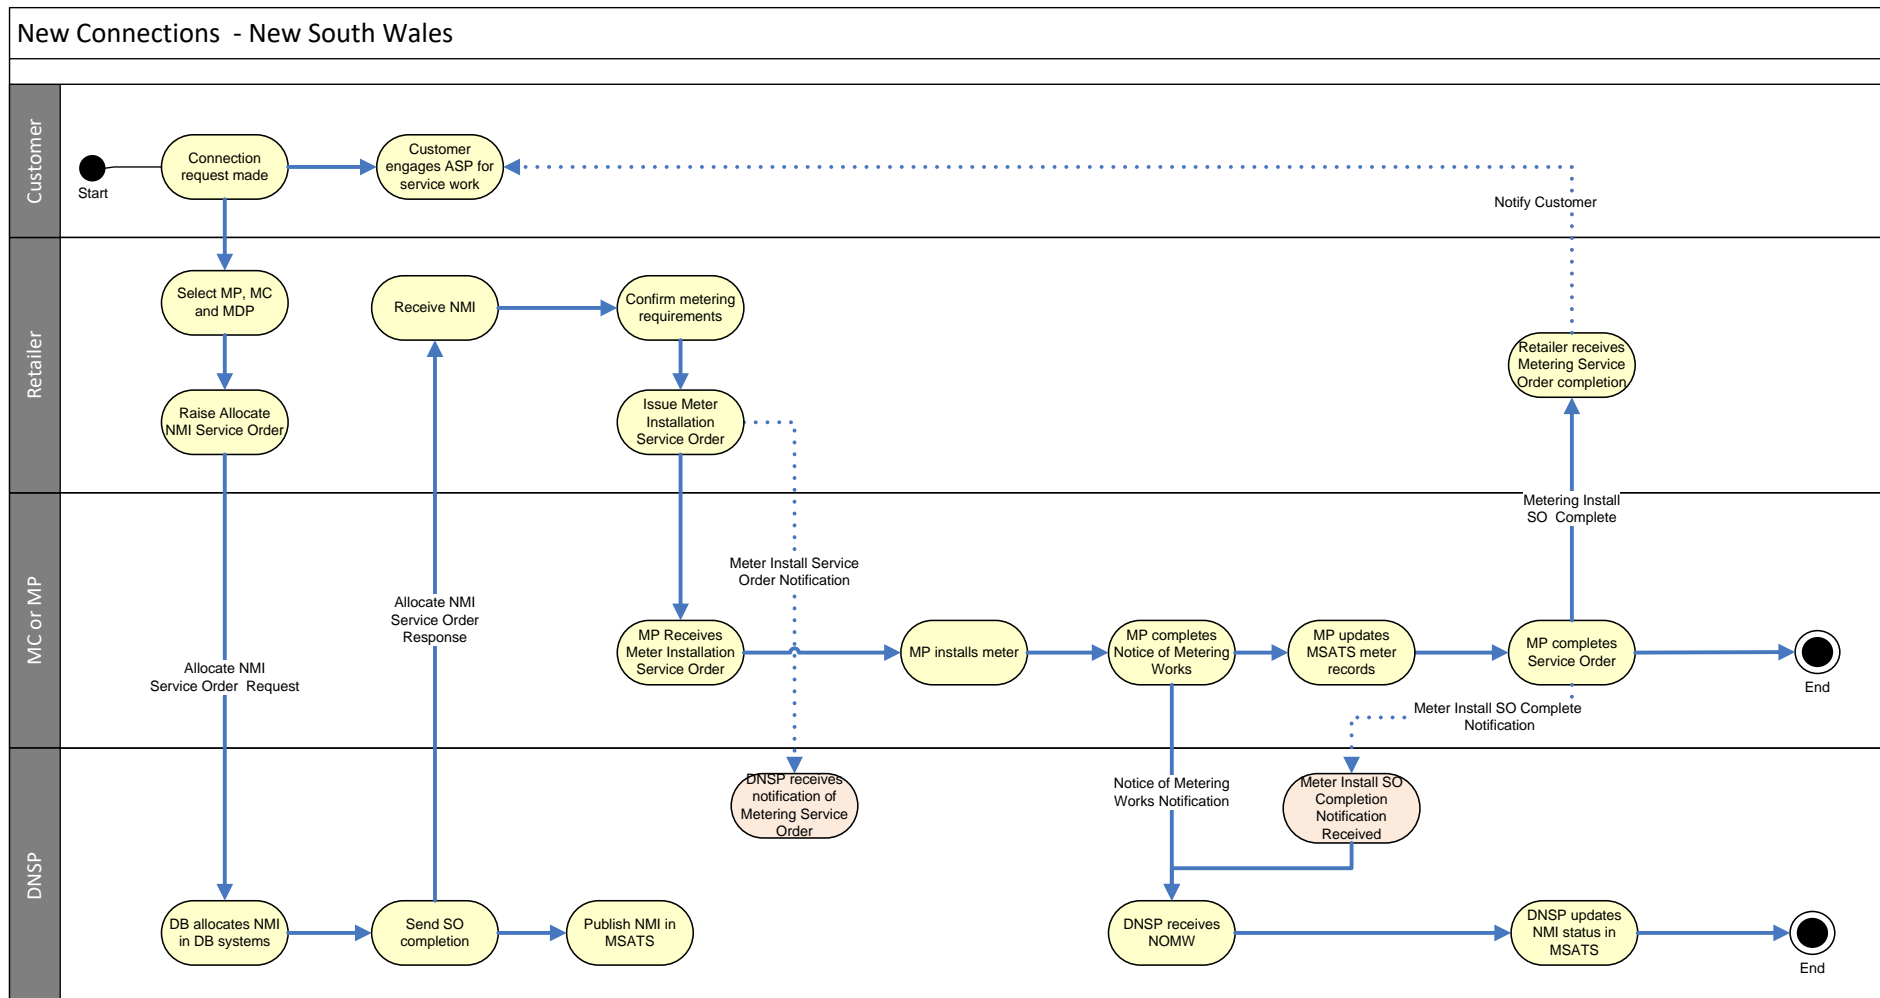 New Connections  - New South Wales
Customer
Start
Connection
request made
Customer
engages ASP for
service work
Notify Customer
Retailer
Select MP, MC
and MDP
Receive NMI
Confirm metering
requirements
Retailer receives
Metering Service
Order completion
Raise Allocate
NMI Service Order
Issue Meter
Installation
Service Order
MC or MP
Metering Install
SO  Complete
Meter Install Service
Order Notification
Allocate NMI
Service Order
Response
Allocate NMI
Service Order  Request
MP Receives
Meter Installation
Service Order
MP installs meter
MP completes
Notice of Metering
Works
MP updates
MSATS meter
records
MP completes
Service Order
End
Meter Install SO Complete
Notification
DNSP
DNSP receives
notification of
Metering Service
Order
Notice of Metering
Works Notification
Meter Install SO
Completion
Notification
Received
DB allocates NMI
in DB systems
Send SO
completion
Publish NMI in
MSATS
DNSP receives
NOMW
DNSP updates
NMI status in
MSATS
End